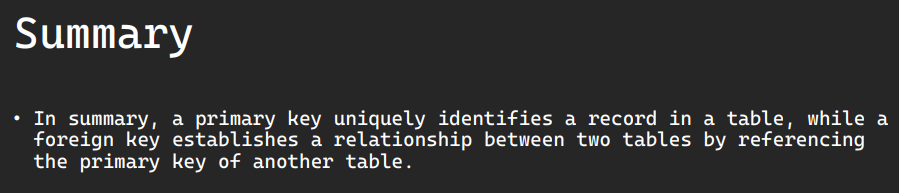 Summary
• In summary, a primary key uniquely identifies a record in a table, while a
foreign key establishes a relationship between two tables by referencing
the primary key of another table.